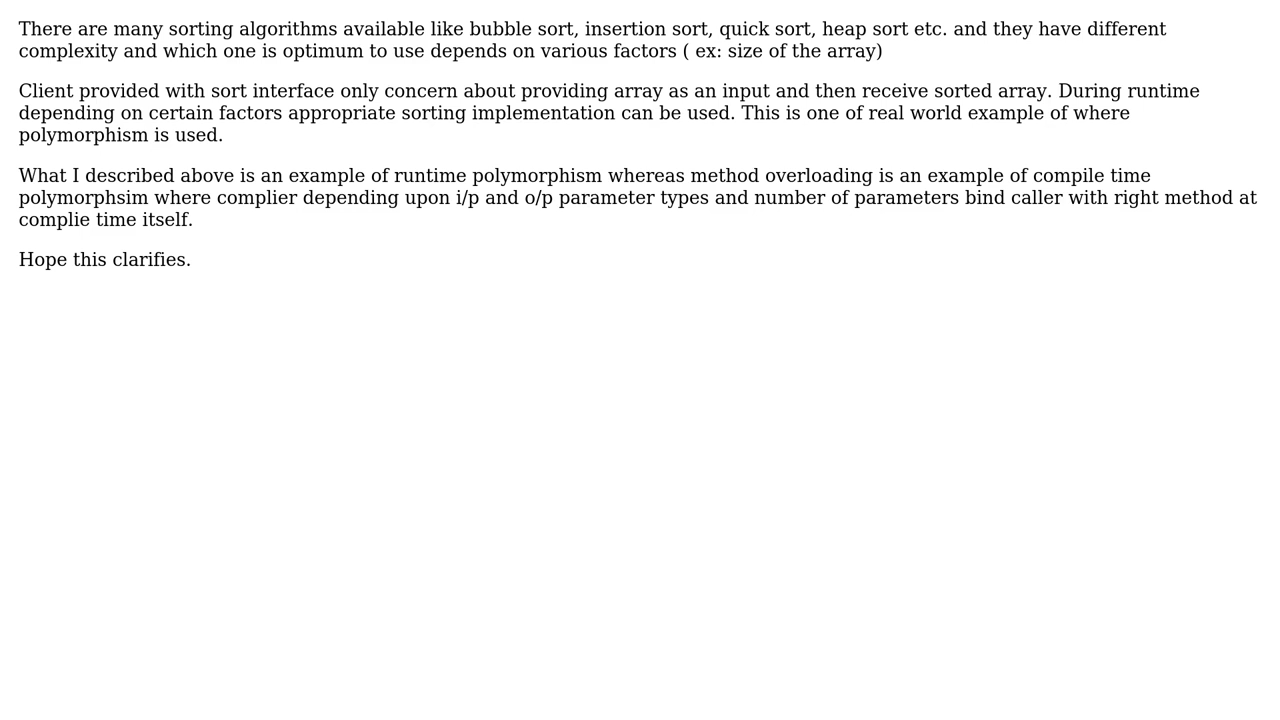 There are many sorting algorithms available like bubble sort, insertion sort, quick sort, heap sort etc. and they have different
complexity and which one is optimum to use depends on various factors ( ex: size of the array)
Client provided with sort interface only concern about providing array as an input and then receive sorted array. During runtime
depending on certain factors appropriate sorting implementation can be used. This is one of real world example of where
polymorphism is used.
What I described above is an example of runtime polymorphism whereas method overloading is an example of compile time
polymorphsim where complier depending upon i/p and o/p parameter types and number of parameters bind caller with right method at
complie time itself.
Hope this clarifies.